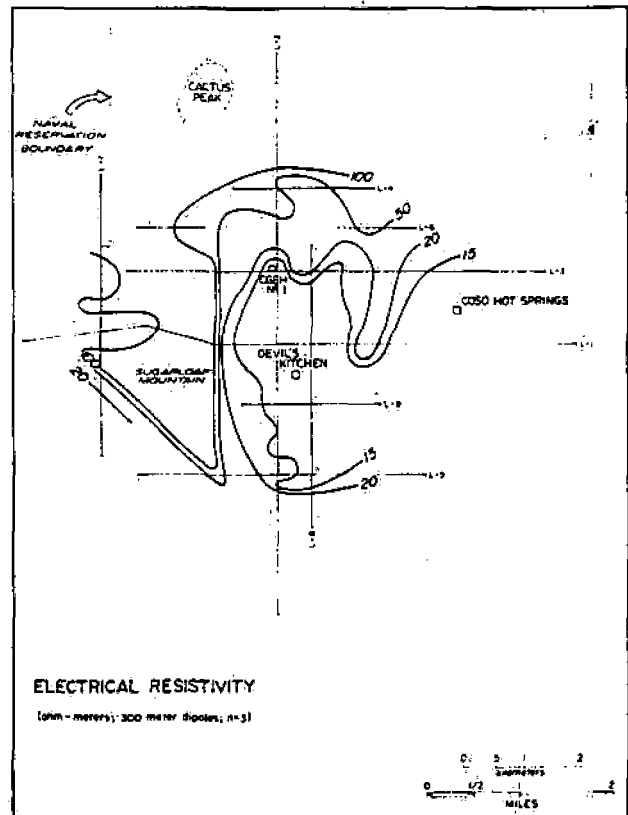 CACTUS
PEAK
NAVAL
RESERVATION
BOUNDARY
100
50
20
15
CGEH
No 1
COSO HOT SPRINGS
DEVIL'S
KITCHEN
SUGARLOAF
MOUNTAIN
15
20
ELECTRICAL RESISTIVITY
(ohm-meters; 300 meter dipoles; n=3)
0 .5 1 2
kilometers
0 1/2 1 2
MILES